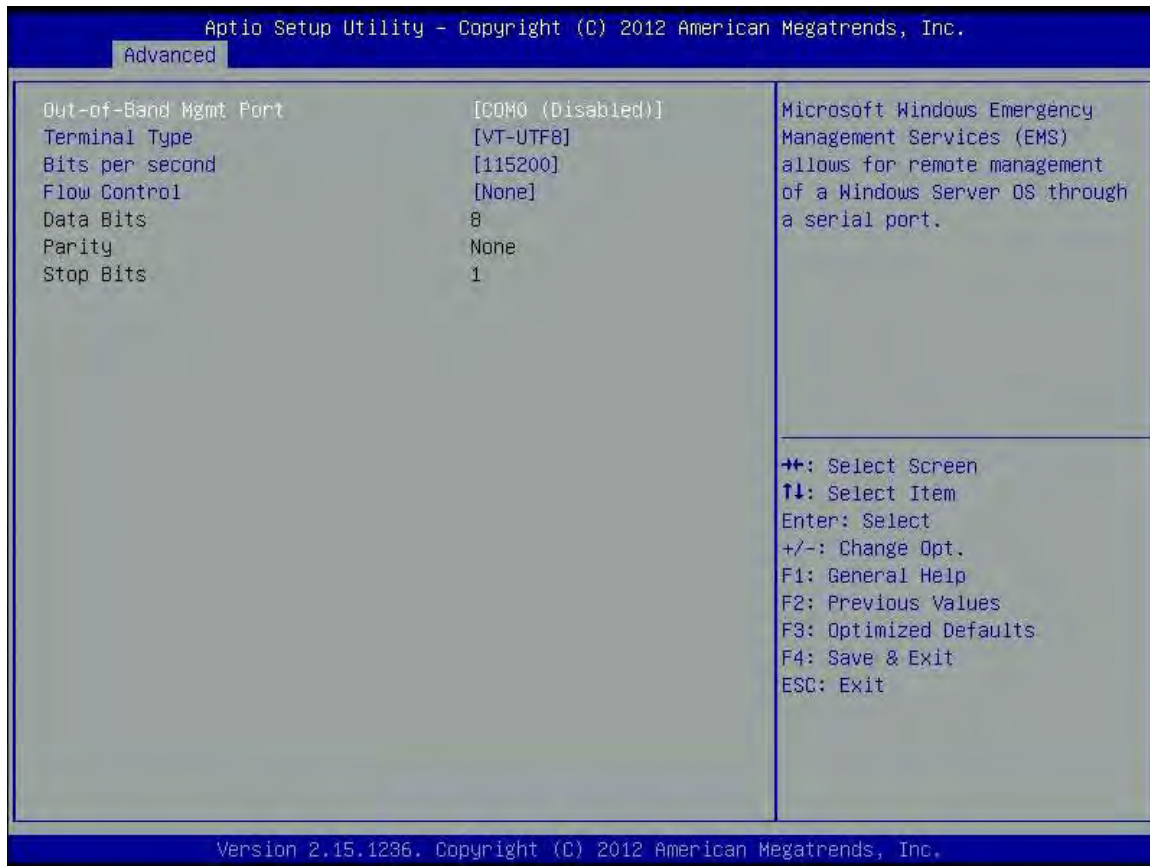 Aptio Setup Utility – Copyright (C) 2012 American Megatrends, Inc.
Advanced
Out-of-Band Mgmt Port [COM0 (Disabled)]
Terminal Type [VT-UTF8]
Bits per second [115200]
Flow Control [None]
Data Bits 8
Parity None
Stop Bits 1
Microsoft Windows Emergency
Management Services (EMS)
allows for remote management
of a Windows Server OS through
a serial port.
→←: Select Screen
↑↓: Select Item
Enter: Select
+/-: Change Opt.
F1: General Help
F2: Previous Values
F3: Optimized Defaults
F4: Save & Exit
ESC: Exit
Version 2.15.1236. Copyright (C) 2012 American Megatrends, Inc.